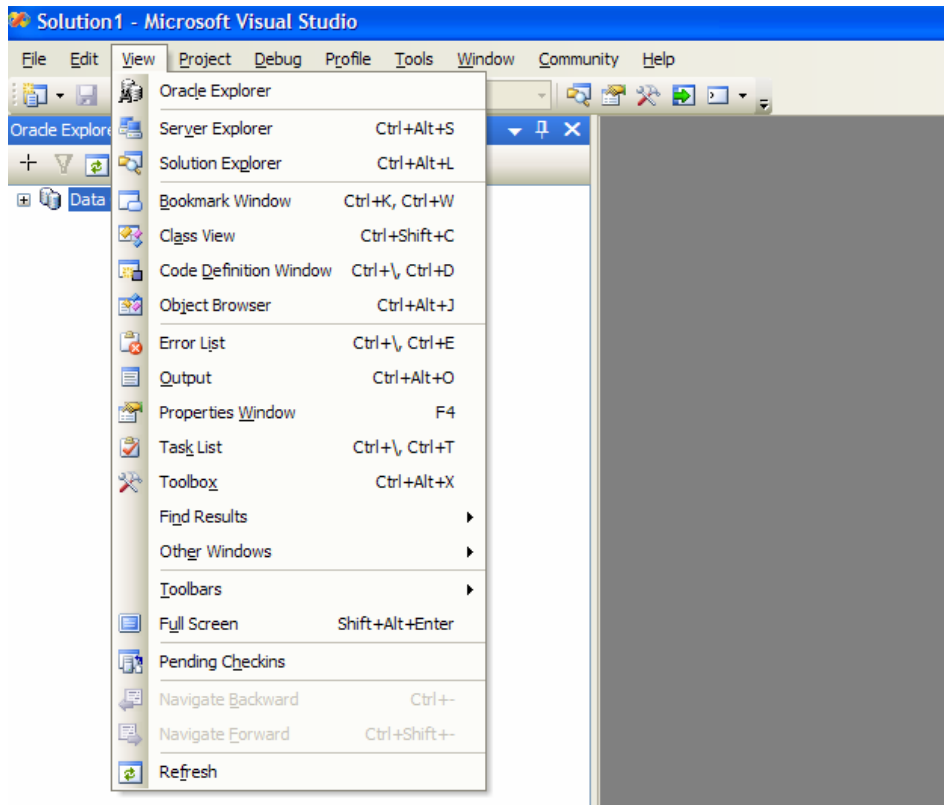 Solution1 - Microsoft Visual Studio
File Edit View Project Debug Profile Tools Window Community Help
Oracle Explorer
Oracle Explore
Server Explorer Ctrl+Alt+S
Solution Explorer Ctrl+Alt+L
Data
Bookmark Window Ctrl+K, Ctrl+W
Class View Ctrl+Shift+C
Code Definition Window Ctrl+\, Ctrl+D
Object Browser Ctrl+Alt+J
Error List Ctrl+\, Ctrl+E
Output Ctrl+Alt+O
Properties Window F4
Task List Ctrl+\, Ctrl+T
Toolbox Ctrl+Alt+X
Find Results
Other Windows
Toolbars
Full Screen Shift+Alt+Enter
Pending Checkins
Navigate Backward Ctrl+-
Navigate Forward Ctrl+Shift+-
Refresh